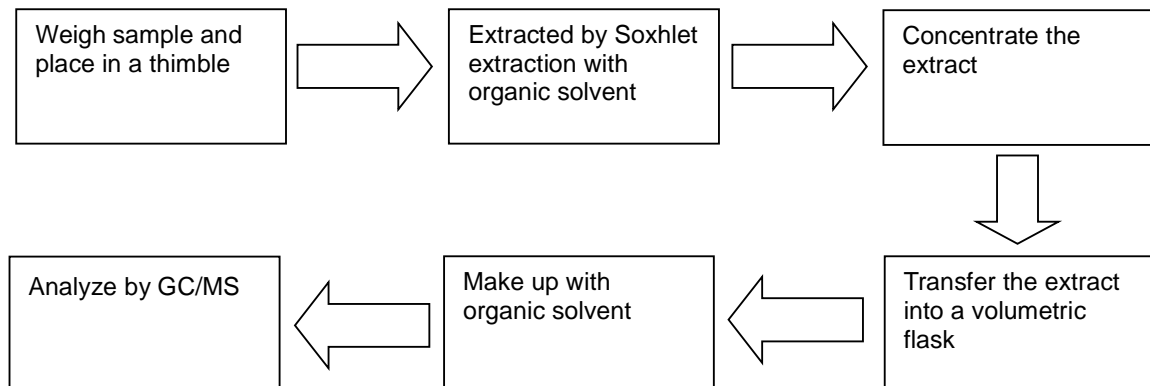 Weigh sample and
place in a thimble
Extracted by Soxhlet
extraction with
organic solvent
Concentrate the
extract
Transfer the extract
into a volumetric
flask
Make up with
organic solvent
Analyze by GC/MS